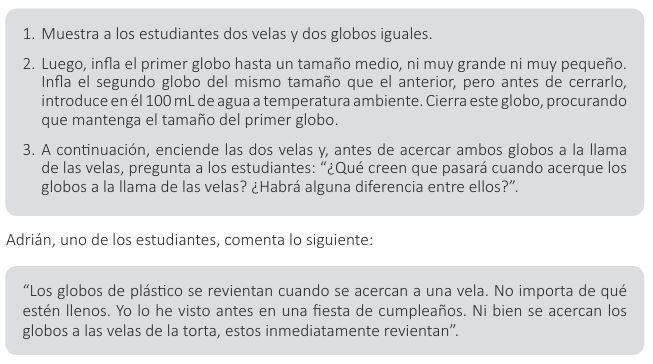 1. Muestra a los estudiantes dos velas y dos globos iguales.
2. Luego, infla el primer globo hasta un tamaño medio, ni muy grande ni muy pequeño.
Infla el segundo globo del mismo tamaño que el anterior, pero antes de cerrarlo,
introduce en él 100 mL de agua a temperatura ambiente. Cierra este globo, procurando
que mantenga el tamaño del primer globo.
3. A continuación, enciende las dos velas y, antes de acercar ambos globos a la llama
de las velas, pregunta a los estudiantes: “¿Qué creen que pasará cuando acerque los
globos a la llama de las velas? ¿Habrá alguna diferencia entre ellos?”.
Adrián, uno de los estudiantes, comenta lo siguiente:
“Los globos de plástico se revientan cuando se acercan a una vela. No importa de qué
estén llenos. Yo lo he visto antes en una fiesta de cumpleaños. Ni bien se acercan los
globos a las velas de la torta, estos inmediatamente revientan”.